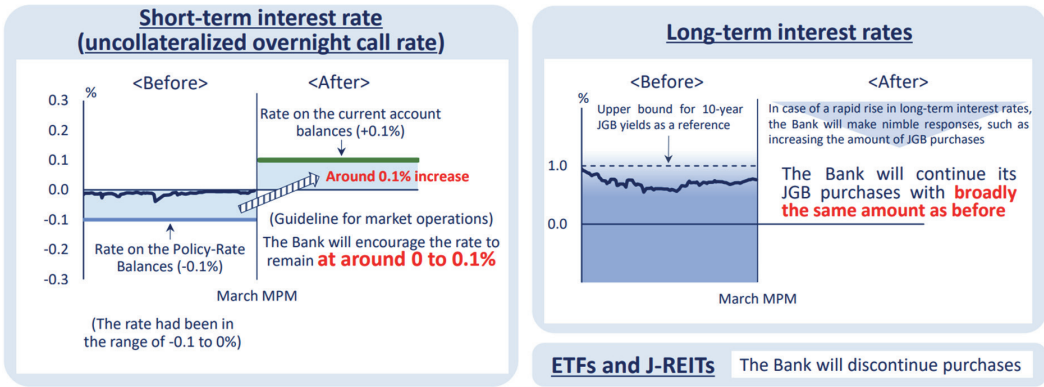 Short-term interest rate
(uncollateralized overnight call rate)
<Before>
<After>
%
0.3
0.2
0.1
0.0
-0.1
-0.2
-0.3
Rate on the current account
balances (+0.1%)
Around 0.1% increase
(Guideline for market operations)
The Bank will encourage the rate to
remain at around 0 to 0.1%
Rate on the Policy-Rate
Balances (-0.1%)
March MPM
(The rate had been in
the range of -0.1 to 0%)
Long-term interest rates
<Before>
<After>
%
1.0
0.0
Upper bound for 10-year
JGB yields as a reference
In case of a rapid rise in long-term interest rates,
the Bank will make nimble responses, such as
increasing the amount of JGB purchases
The Bank will continue its
JGB purchases with broadly
the same amount as before
March MPM
ETFs and J-REITs
The Bank will discontinue purchases